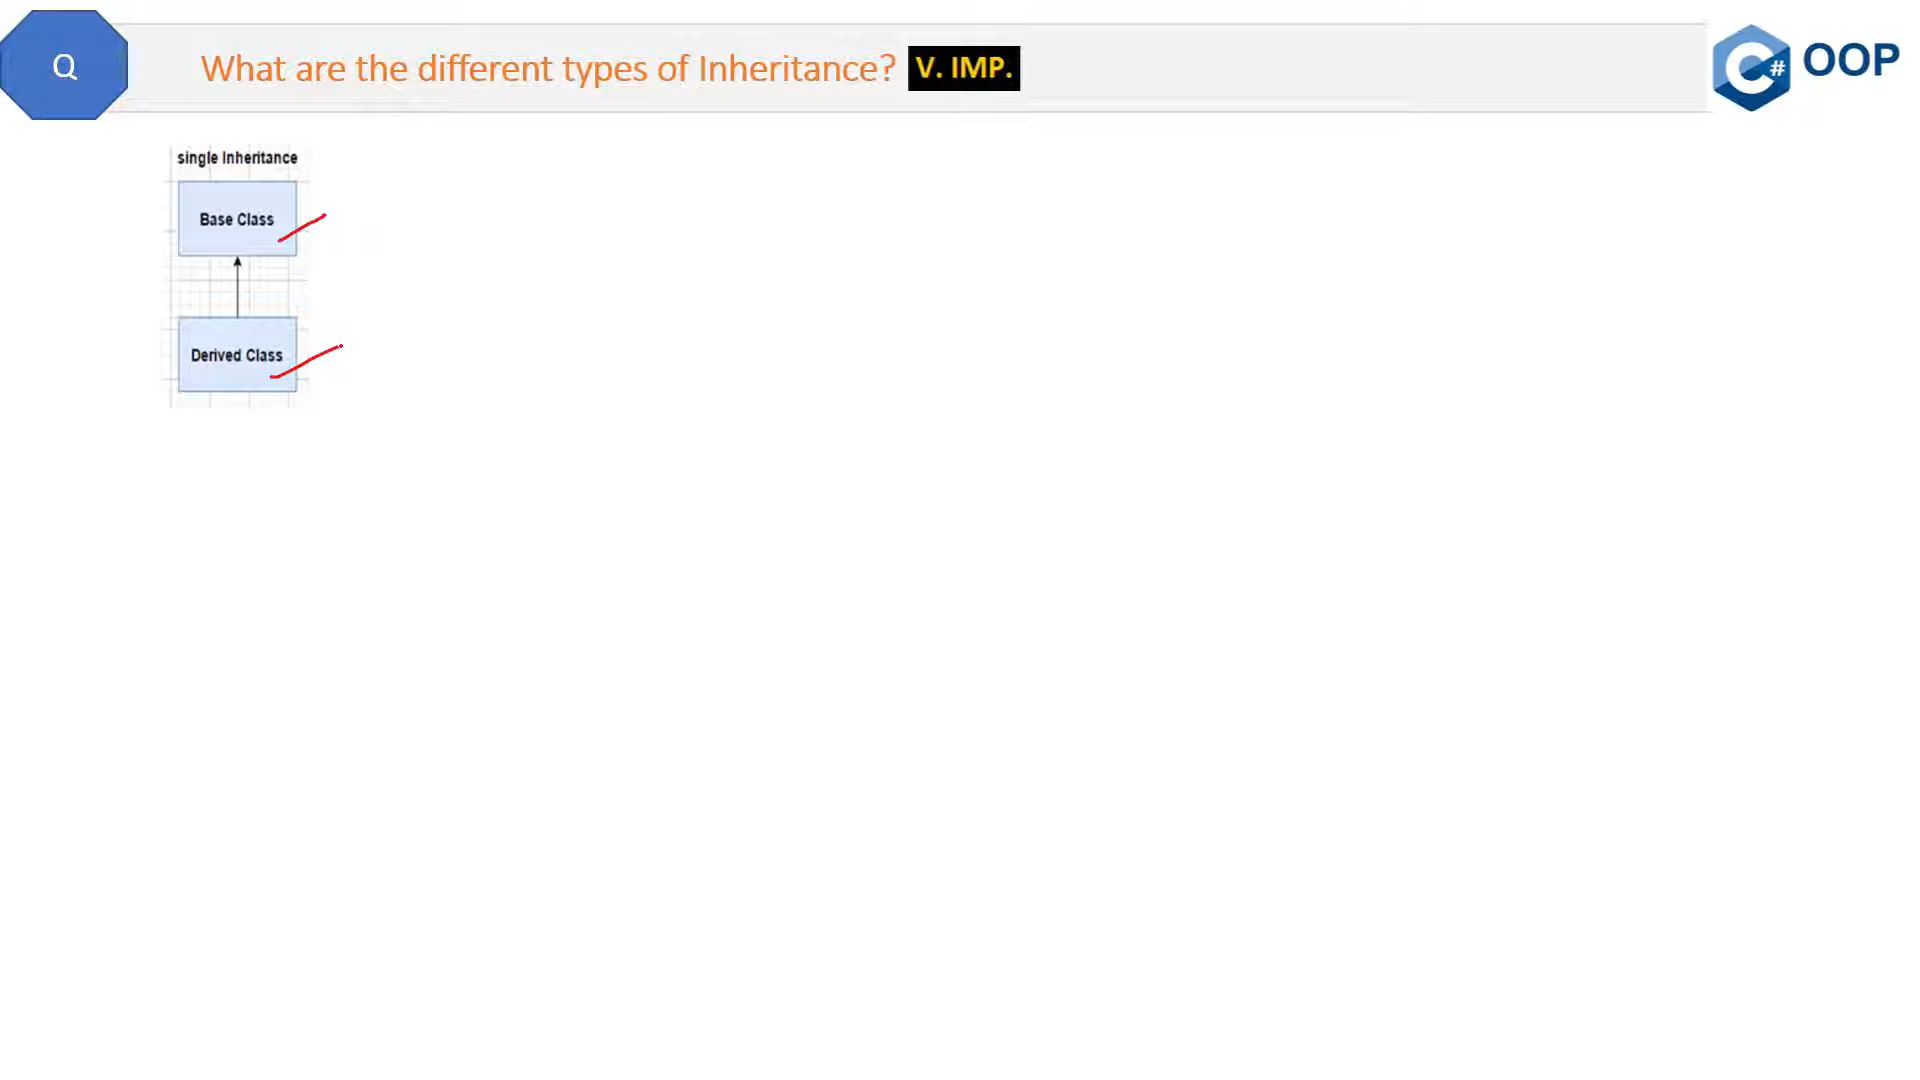 Q
What are the different types of Inheritance? V. IMP.
C# OOP
single Inheritance
Base Class
Derived Class